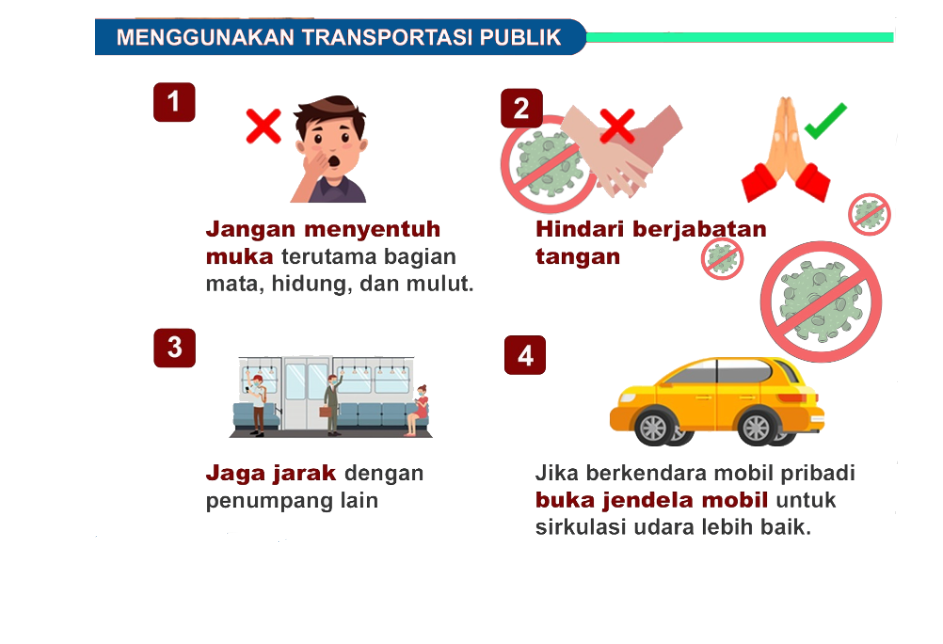 MENGGUNAKAN TRANSPORTASI PUBLIK
1
Jangan menyentuh
muka terutama bagian
mata, hidung, dan mulut.
2
Hindari berjabatan
tangan
3
Jaga jarak dengan
penumpang lain
4
Jika berkendara mobil pribadi
buka jendela mobil untuk
sirkulasi udara lebih baik.